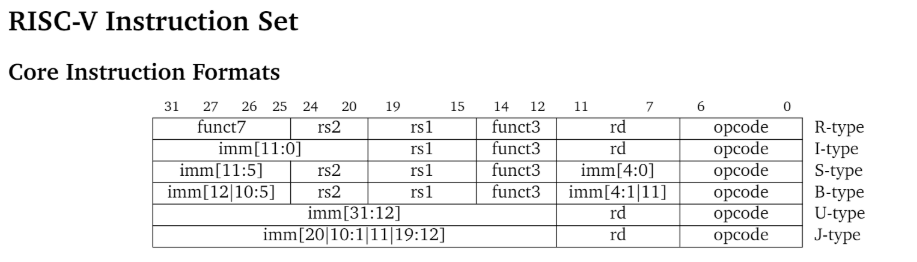 RISC-V Instruction Set
Core Instruction Formats
31 27 26 25 24 20 19 15 14 12 11 7 6 0
funct7 rs2 rs1 funct3 rd opcode R-type
imm[11:0] rs1 funct3 rd opcode I-type
imm[11:5] rs2 rs1 funct3 imm[4:0] opcode S-type
imm[12|10:5] rs2 rs1 funct3 imm[4:1|11] opcode B-type
imm[31:12] rd opcode U-type
imm[20|10:1|11|19:12] rd opcode J-type